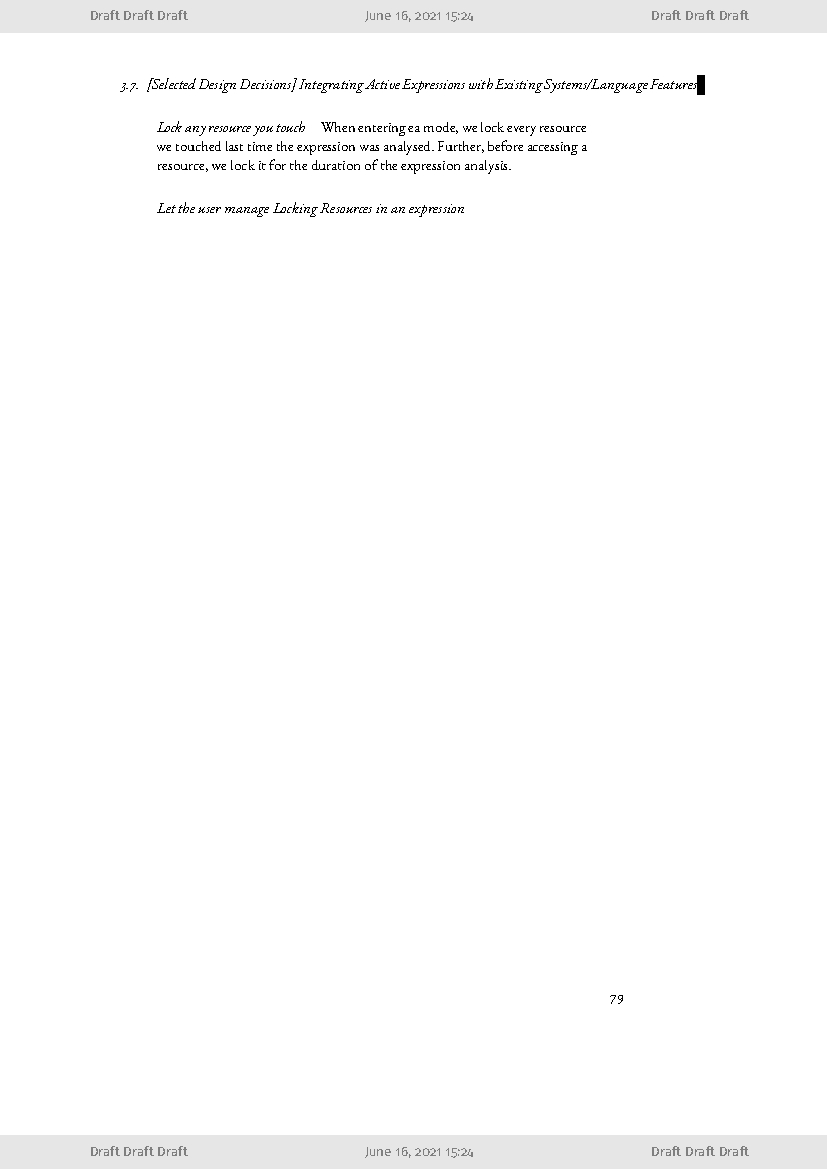 Draft Draft Draft June 16, 2021 15:24 Draft Draft Draft
3.7. [Selected Design Decisions] Integrating Active Expressions with Existing Systems/Language Features
Lock any resource you touch When entering ea mode, we lock every resource
we touched last time the expression was analysed. Further, before accessing a
resource, we lock it for the duration of the expression analysis.
Let the user manage Locking Resources in an expression
79
Draft Draft Draft June 16, 2021 15:24 Draft Draft Draft